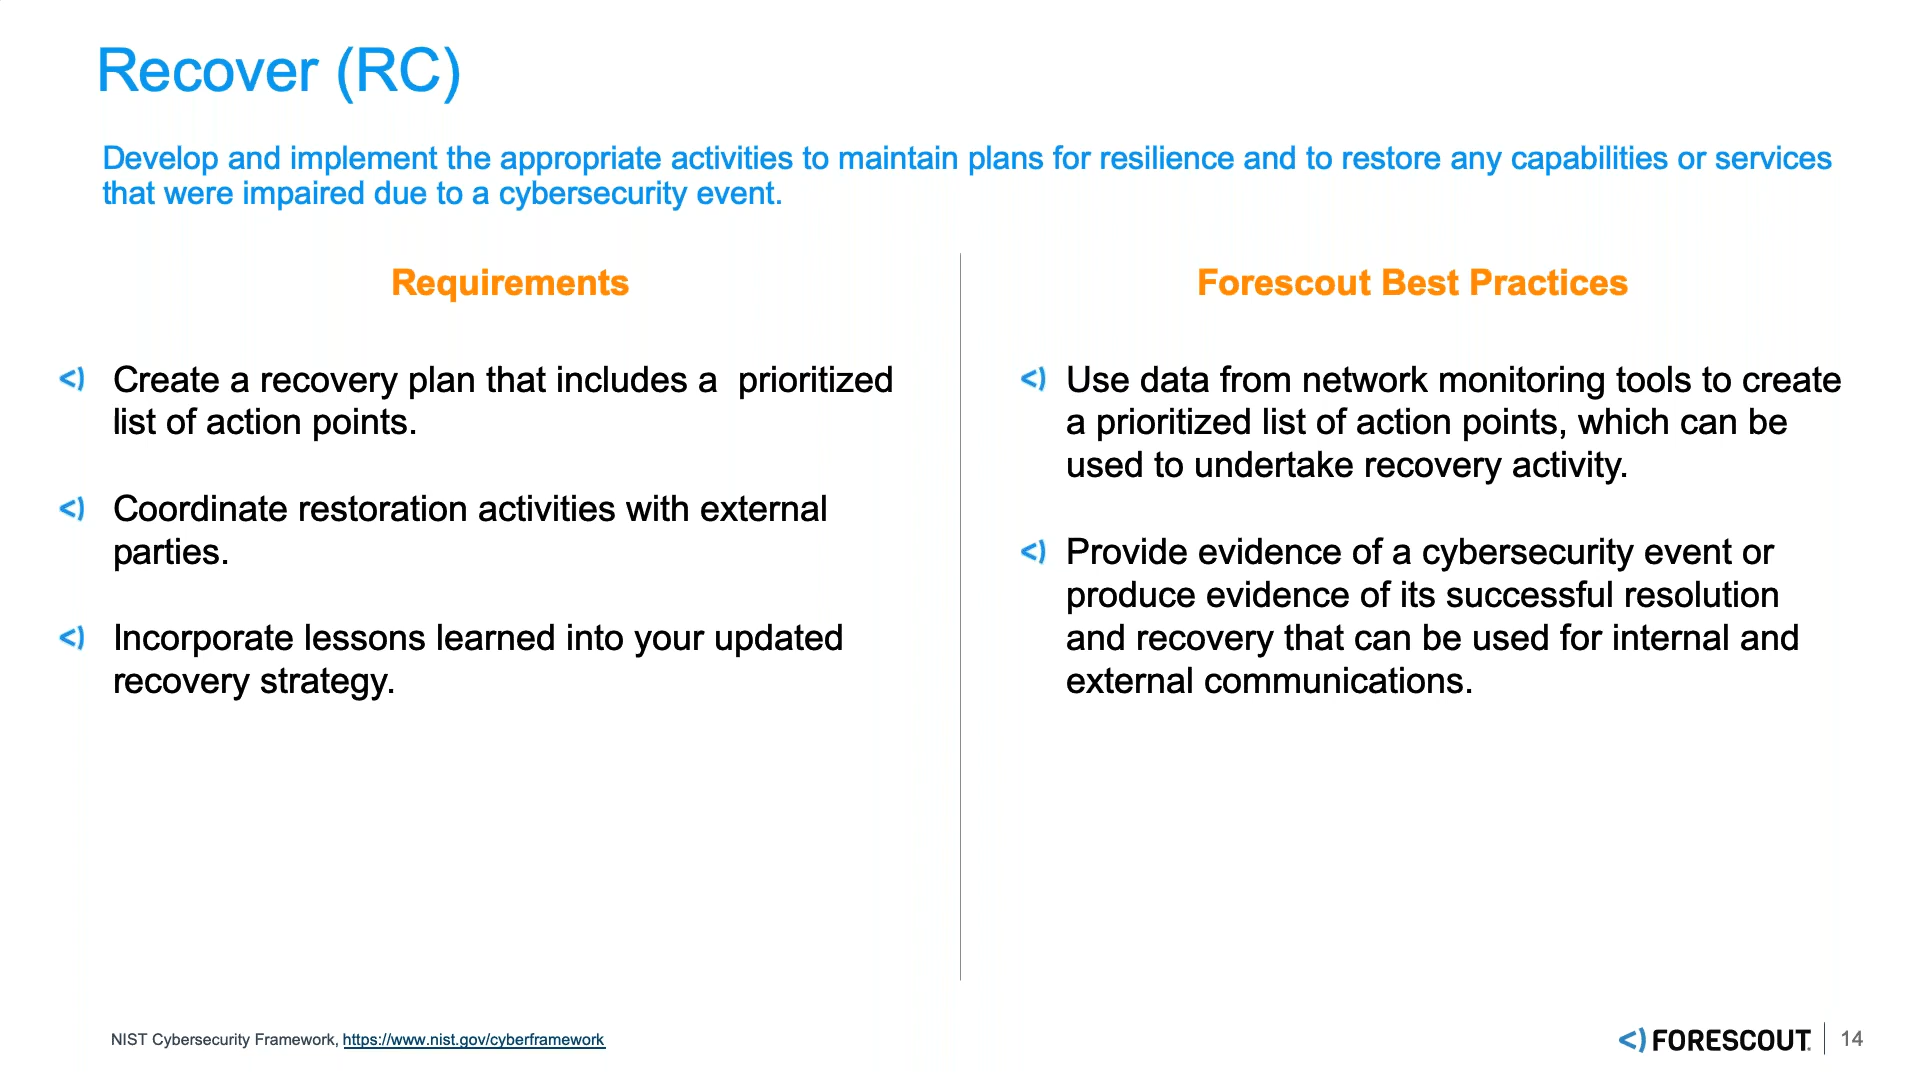 Recover (RC)
Develop and implement the appropriate activities to maintain plans for resilience and to restore any capabilities or services
that were impaired due to a cybersecurity event.
Requirements
Create a recovery plan that includes a  prioritized
list of action points.
Coordinate restoration activities with external
parties.
Incorporate lessons learned into your updated
recovery strategy.
Forescout Best Practices
Use data from network monitoring tools to create
a prioritized list of action points, which can be
used to undertake recovery activity.
Provide evidence of a cybersecurity event or
produce evidence of its successful resolution
and recovery that can be used for internal and
external communications.
NIST Cybersecurity Framework, https://www.nist.gov/cyberframework
<) FORESCOUT. 14